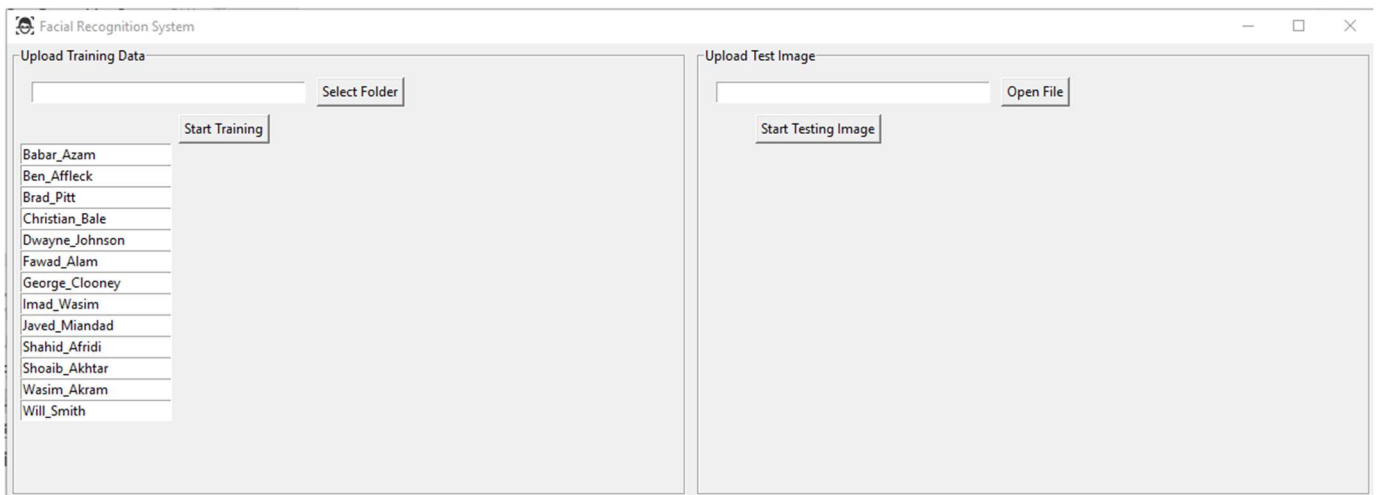 Facial Recognition System
Upload Training Data
Select Folder
Start Training
Babar_Azam
Ben_Affleck
Brad_Pitt
Christian_Bale
Dwayne_Johnson
Fawad_Alam
George_Clooney
Imad_Wasim
Javed_Miandad
Shahid_Afridi
Shoaib_Akhtar
Wasim_Akram
Will_Smith
Upload Test Image
Open File
Start Testing Image